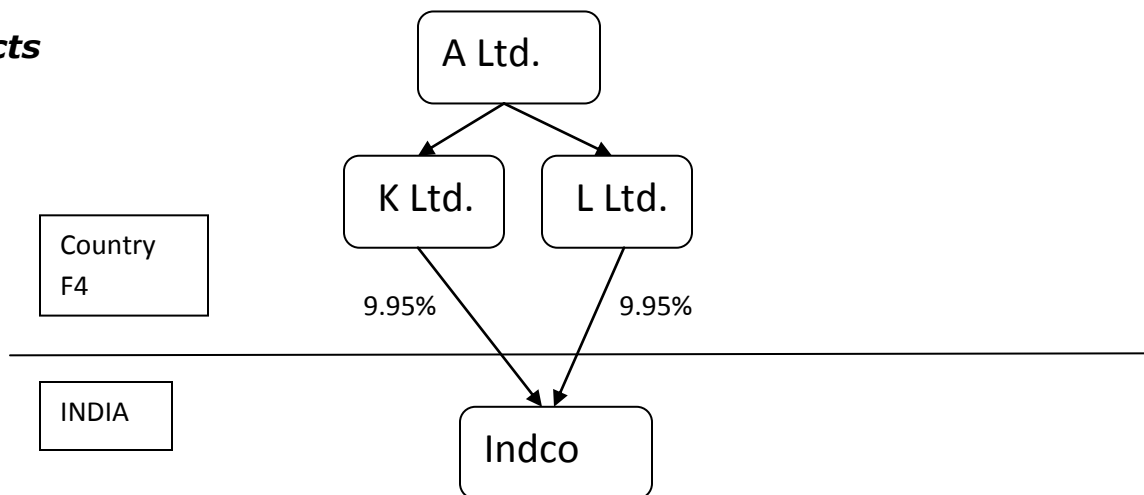 cts
A Ltd.
K Ltd.
L Ltd.
Country
F4
9.95%
9.95%
INDIA
Indco